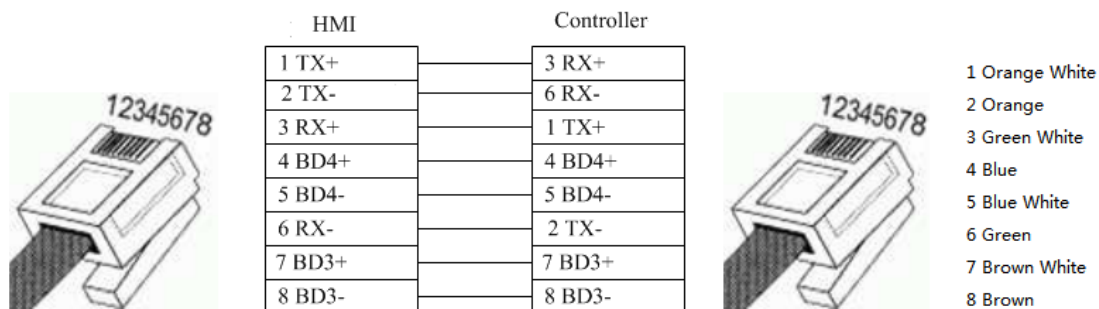 HMI
Controller
1 TX+
3 RX+
2 TX-
6 RX-
3 RX+
1 TX+
4 BD4+
4 BD4+
5 BD4-
5 BD4-
6 RX-
2 TX-
7 BD3+
7 BD3+
8 BD3-
8 BD3-
12345678
12345678
1 Orange White
2 Orange
3 Green White
4 Blue
5 Blue White
6 Green
7 Brown White
8 Brown